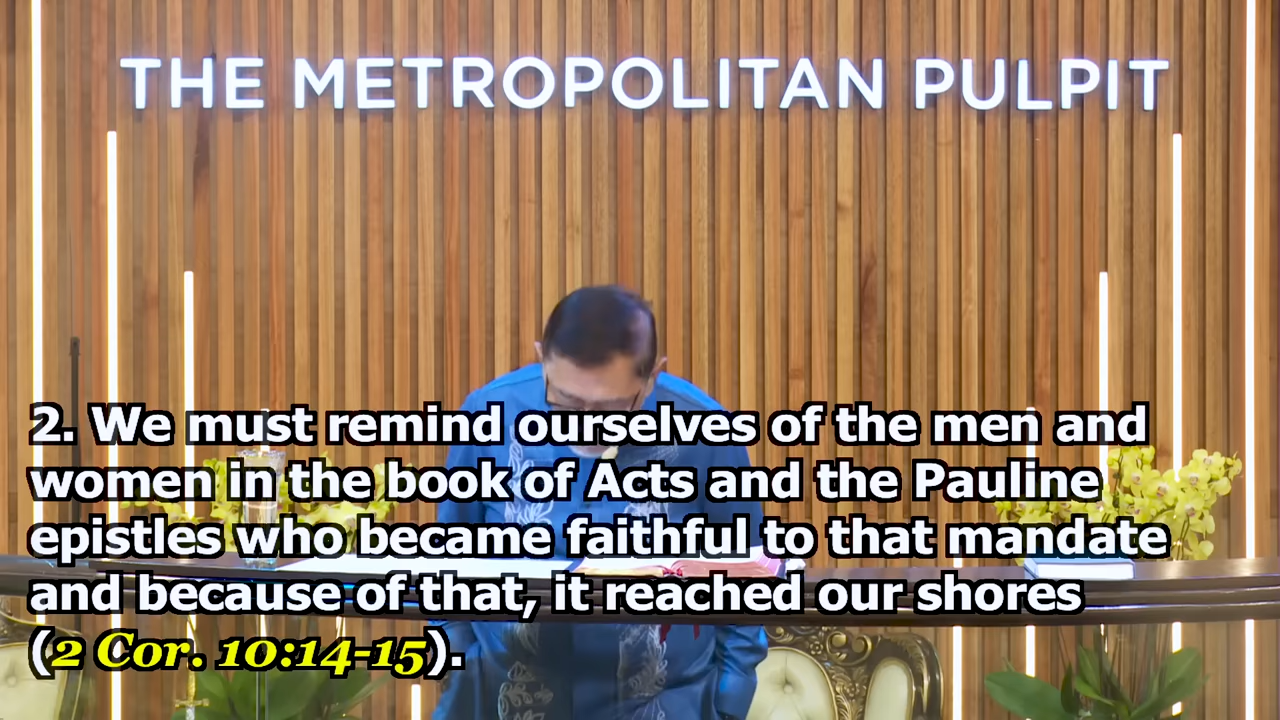 THE METROPOLITAN PULPIT
2. We must remind ourselves of the men and
women in the book of Acts and the Pauline
epistles who became faithful to that mandate
and because of that, it reached our shores
(2 Cor. 10:14-15).